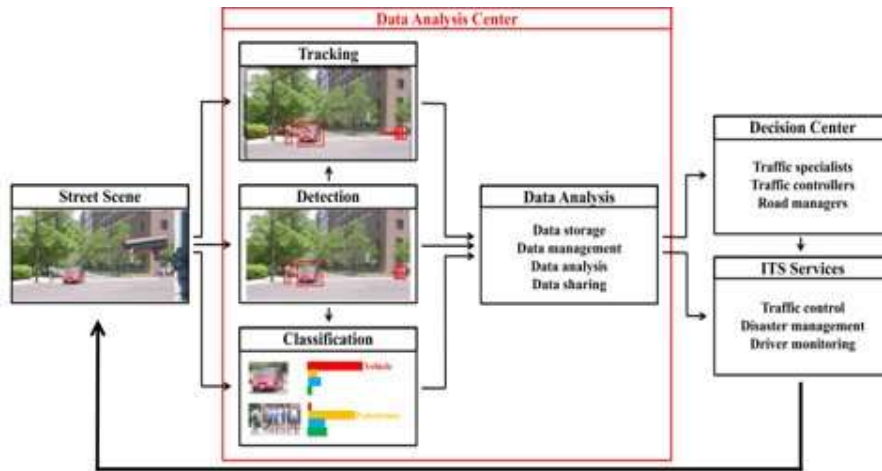 Data Analysis Center
Tracking
Street Scene
Detection
Classification
Vehicle
Pedestrian
Data Analysis
Data storage
Data management
Data analysis
Data sharing
Decision Center
Traffic specialists
Traffic controllers
Road managers
ITS Services
Traffic control
Disaster management
Driver monitoring